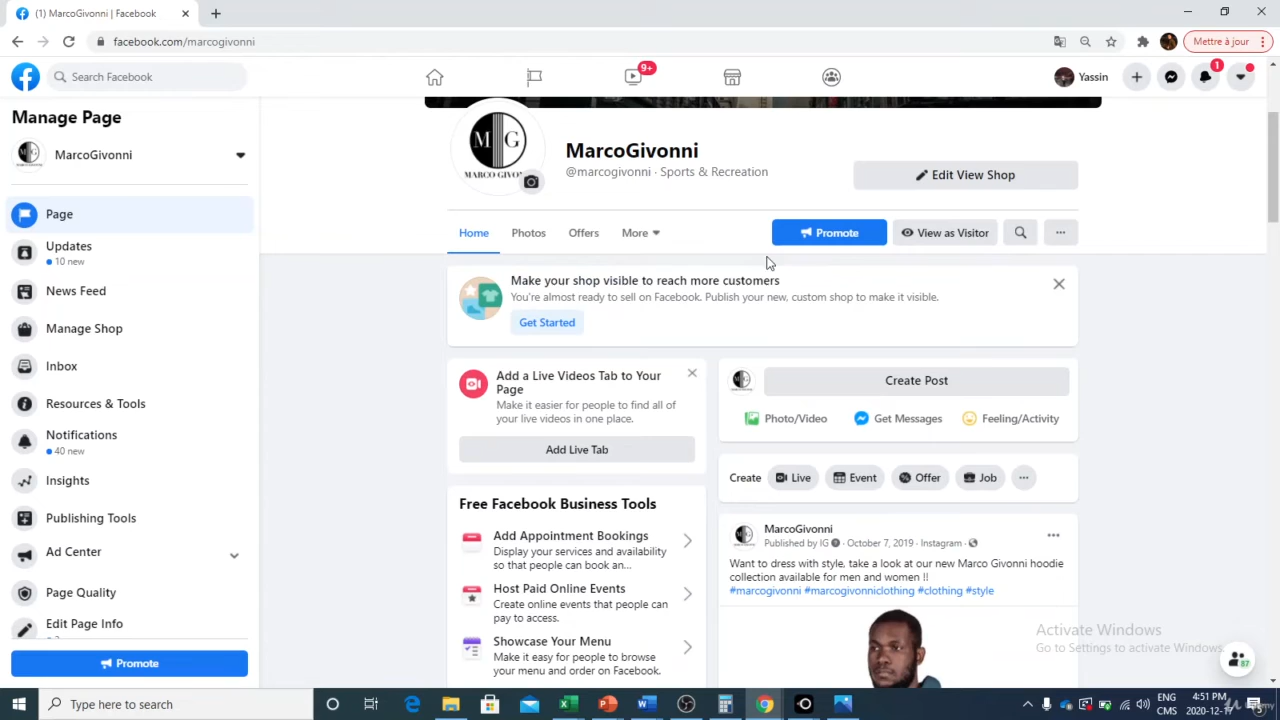 (1) MarcoGivonni | Facebook
facebook.com/marcogivonni
Mettre à jour
Search Facebook
9+
Yassin
1
Manage Page
MarcoGivonni
Page
Updates
10 new
News Feed
Manage Shop
Inbox
Resources & Tools
Notifications
40 new
Insights
Publishing Tools
Ad Center
Page Quality
Edit Page Info
Promote
M G
MarcoGivonni
@marcogivonni · Sports & Recreation
Edit View Shop
Home
Photos
Offers
More
Promote
View as Visitor
Make your shop visible to reach more customers
You're almost ready to sell on Facebook. Publish your new, custom shop to make it visible.
Get Started
Add a Live Videos Tab to Your
Page
Make it easier for people to find all of
your live videos in one place.
Add Live Tab
Free Facebook Business Tools
Add Appointment Bookings
Display your services and availability
so that people can book an...
Host Paid Online Events
Create online events that people can
pay to access.
Showcase Your Menu
Make it easy for people to browse
your menu and order on Facebook.
Create Post
Photo/Video
Get Messages
Feeling/Activity
Create
Live
Event
Offer
Job
MarcoGivonni
Published by IG · October 7, 2019 · Instagram ·
Want to dress with style, take a look at our new Marco Givonni hoodie
collection available for men and women !!
#marcogivonni #marcogivonniclothing #clothing #style
Activate Windows
Go to Settings to activate Windows.
87
Type here to search
ENG
CMS
4:51 PM